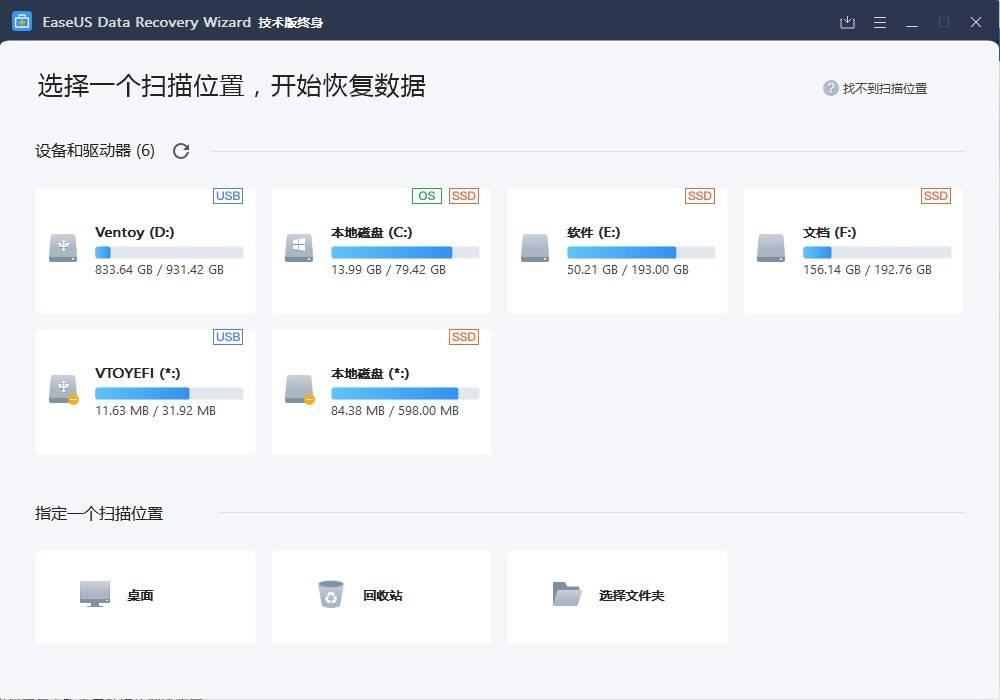 EaseUS Data Recovery Wizard 技术版终身
选择一个扫描位置，开始恢复数据
? 找不到扫描位置
设备和驱动器 (6)
USB
Ventoy (D:)
833.64 GB / 931.42 GB
OS SSD
本地磁盘 (C:)
13.99 GB / 79.42 GB
SSD
软件 (E:)
50.21 GB / 193.00 GB
SSD
文档 (F:)
156.14 GB / 192.76 GB
USB
VTOYEFI (*:)
11.63 MB / 31.92 MB
SSD
本地磁盘 (*:)
84.38 MB / 598.00 MB
指定一个扫描位置
桌面
回收站
选择文件夹